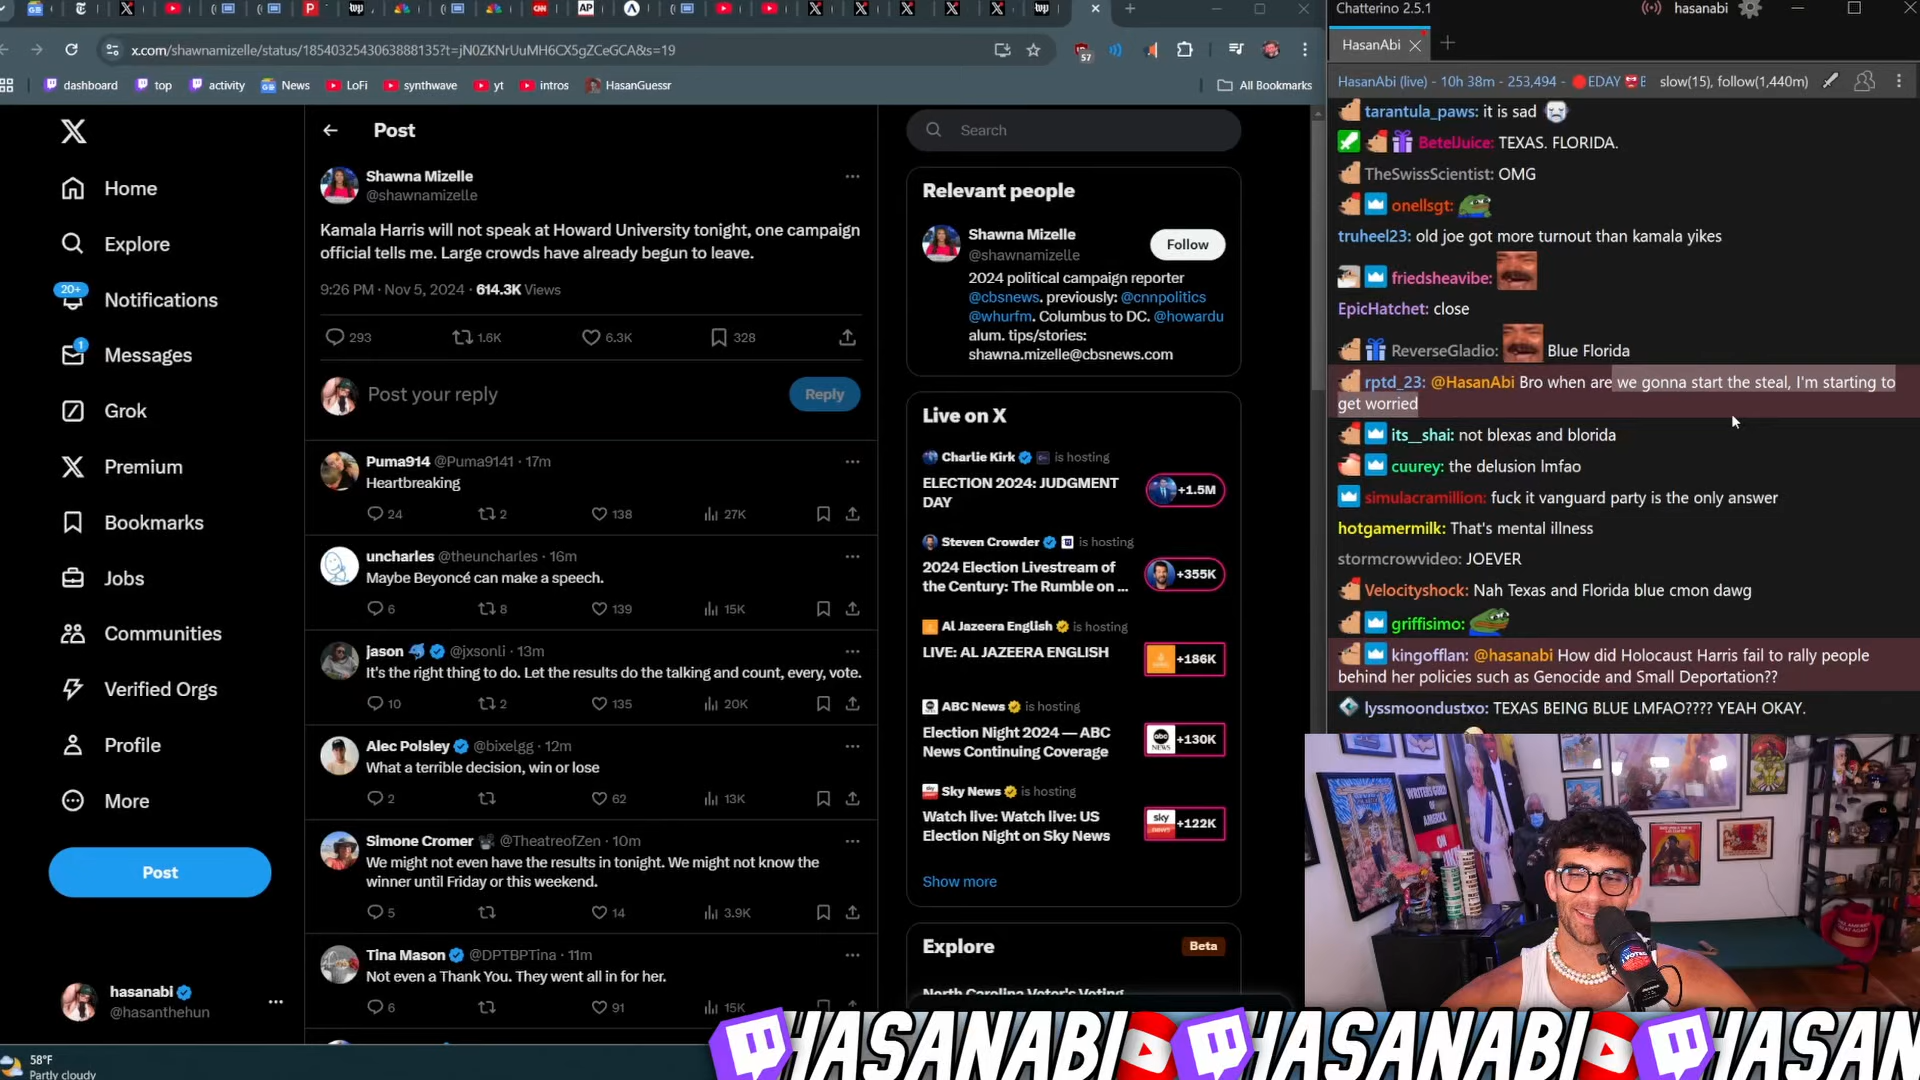 x.com/shawnamizelle/status/1854032543063888135?t=jN0ZKNrUuMH6CX5gZCeGCA&s=19
57
dashboard
top
activity
News
LoFi
synthwave
yt
intros
HasanGuessr
All Bookmarks
Home
Explore
20+
Notifications
1
Messages
Grok
Premium
Bookmarks
Jobs
Communities
Verified Orgs
Profile
More
Post
hasanabi
@hasanthehun
58°F
Partly cloudy
Post
Shawna Mizelle
@shawnamizelle
Kamala Harris will not speak at Howard University tonight, one campaign
official tells me. Large crowds have already begun to leave.
9:26 PM · Nov 5, 2024 · 614.3K Views
293 1.6K 6.3K 328
Post your reply
Reply
Puma914 @Puma9141 · 17m
Heartbreaking
24 2 138 27K
uncharles @theuncharles · 16m
Maybe Beyoncé can make a speech.
6 8 139 15K
jason @jxsonli · 13m
It's the right thing to do. Let the results do the talking and count, every, vote.
10 2 135 20K
Alec Polsley @bixelgg · 12m
What a terrible decision, win or lose
2 62 13K
Simone Cromer @TheatreofZen · 10m
We might not even have the results in tonight. We might not know the
winner until Friday or this weekend.
5 14 3.9K
Tina Mason @DPTBPTina · 11m
Not even a Thank You. They went all in for her.
6 91 15K
Search
Relevant people
Shawna Mizelle
@shawnamizelle
Follow
2024 political campaign reporter
@cbsnews. previously: @cnnpolitics
@whurfm. Columbus to DC. @howardu
alum. tips/stories:
shawna.mizelle@cbsnews.com
Live on X
Charlie Kirk is hosting
ELECTION 2024: JUDGMENT
DAY
+1.5M
Steven Crowder is hosting
2024 Election Livestream of
the Century: The Rumble on ...
+355K
Al Jazeera English is hosting
LIVE: AL JAZEERA ENGLISH
+186K
ABC News is hosting
Election Night 2024 — ABC
News Continuing Coverage
+130K
Sky News is hosting
Watch live: Watch live: US
Election Night on Sky News
+122K
Show more
Explore
Beta
North Carolina Voter's Voting
Chatterino 2.5.1
hasanabi
HasanAbi
HasanAbi (live) - 10h 38m - 253,494 - EDAY
slow(15), follow(1,440m)
tarantula_paws: it is sad
BetelJuice: TEXAS. FLORIDA.
TheSwissScientist: OMG
onellsgt:
truheel23: old joe got more turnout than kamala yikes
friedsheavibe:
EpicHatchet: close
ReverseGladio: Blue Florida
rptd_23: @HasanAbi Bro when are we gonna start the steal, I'm starting to
get worried
its__shai: not blexas and blorida
cuurey: the delusion lmfao
simulacramillion: fuck it vanguard party is the only answer
hotgamermilk: That's mental illness
stormcrowvideo: JOEVER
Velocityshock: Nah Texas and Florida blue cmon dawg
griffisimo:
kingofflan: @hasanabi How did Holocaust Harris fail to rally people
behind her policies such as Genocide and Small Deportation??
lyssmoondustxo: TEXAS BEING BLUE LMFAO???? YEAH OKAY.
WRITERS GUILD
OF
AMERICA
ON
HASANABI HASANABI HASAN